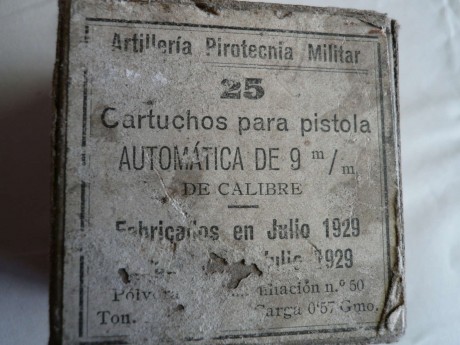 Artillería Pirotecnia Militar
25
Cartuchos para pistola
AUTOMÁTICA DE 9 m/m
DE CALIBRE
Fabricados en Julio 1929
Julio 1929
Pólvora n.º 50
Ton. Carga 0'57 Gmo.